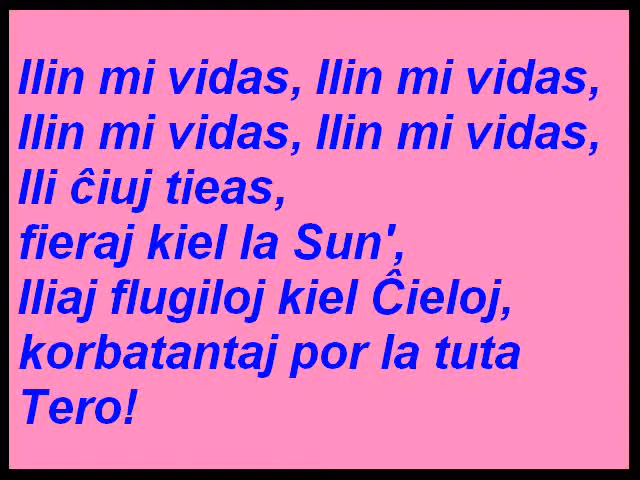 Ilin mi vidas, Ilin mi vidas,
Ilin mi vidas, Ilin mi vidas,
Ili ĉiuj tieas,
fieraj kiel la Sun',
Iliaj flugiloj kiel Ĉieloj,
korbatantaj por la tuta
Tero!